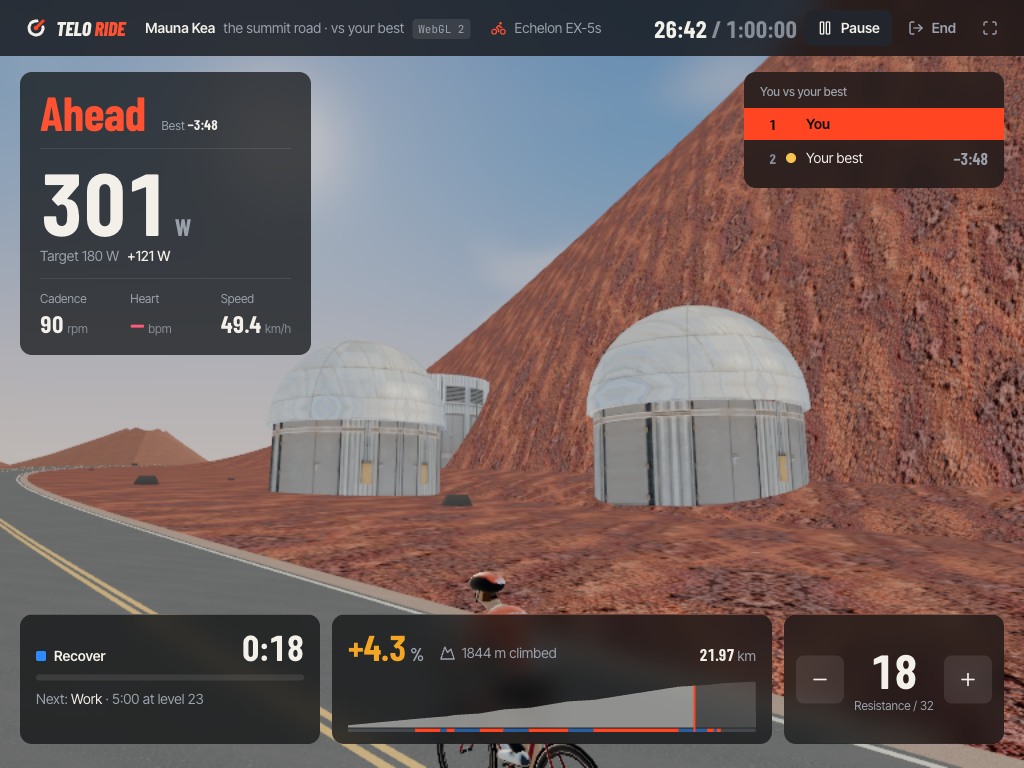 TELO RIDE Mauna Kea the summit road · vs your best WebGL 2 Echelon EX-5s 26:42 / 1:00:00 Pause End
Ahead Best −3:48
301 W
Target 180 W +121 W
Cadence Heart Speed
90 rpm – bpm 49.4 km/h
You vs your best
1 You
2 Your best −3:48
Recover 0:18
Next: Work · 5:00 at level 23
+4.3 % 1844 m climbed 21.97 km
− 18 +
Resistance / 32